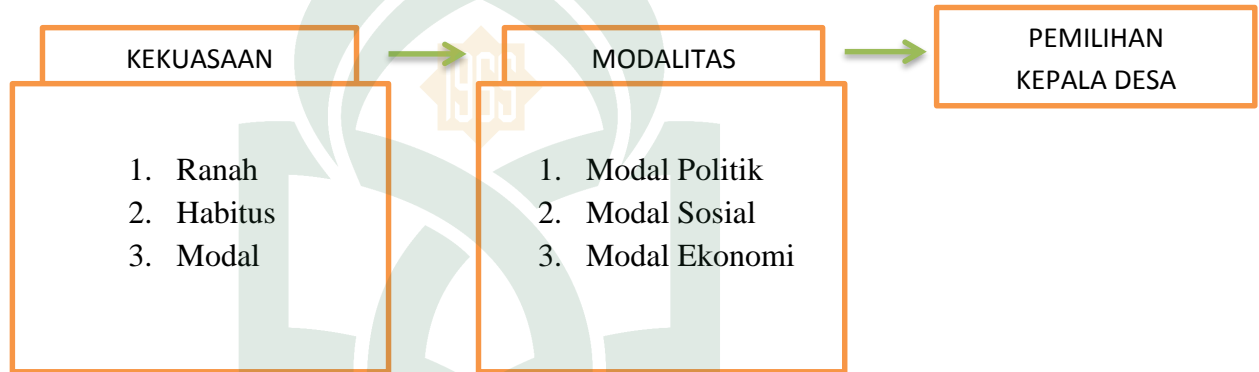 KEKUASAAN
1. Ranah
2. Habitus
3. Modal
MODALITAS
1. Modal Politik
2. Modal Sosial
3. Modal Ekonomi
PEMILIHAN
KEPALA DESA
1965